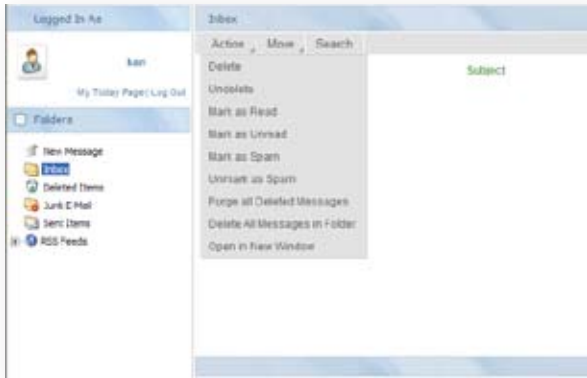 Logged In As
My Today Page | Log Out
Folders
New Message
Inbox
Deleted Items
Junk E-Mail
Sent Items
RSS Feeds
Inbox
Action Move Search
Subject
Delete
Undelete
Mark as Read
Mark as Unread
Mark as Spam
Unmark as Spam
Purge all Deleted Messages
Delete All Messages in Folder
Open in New Window